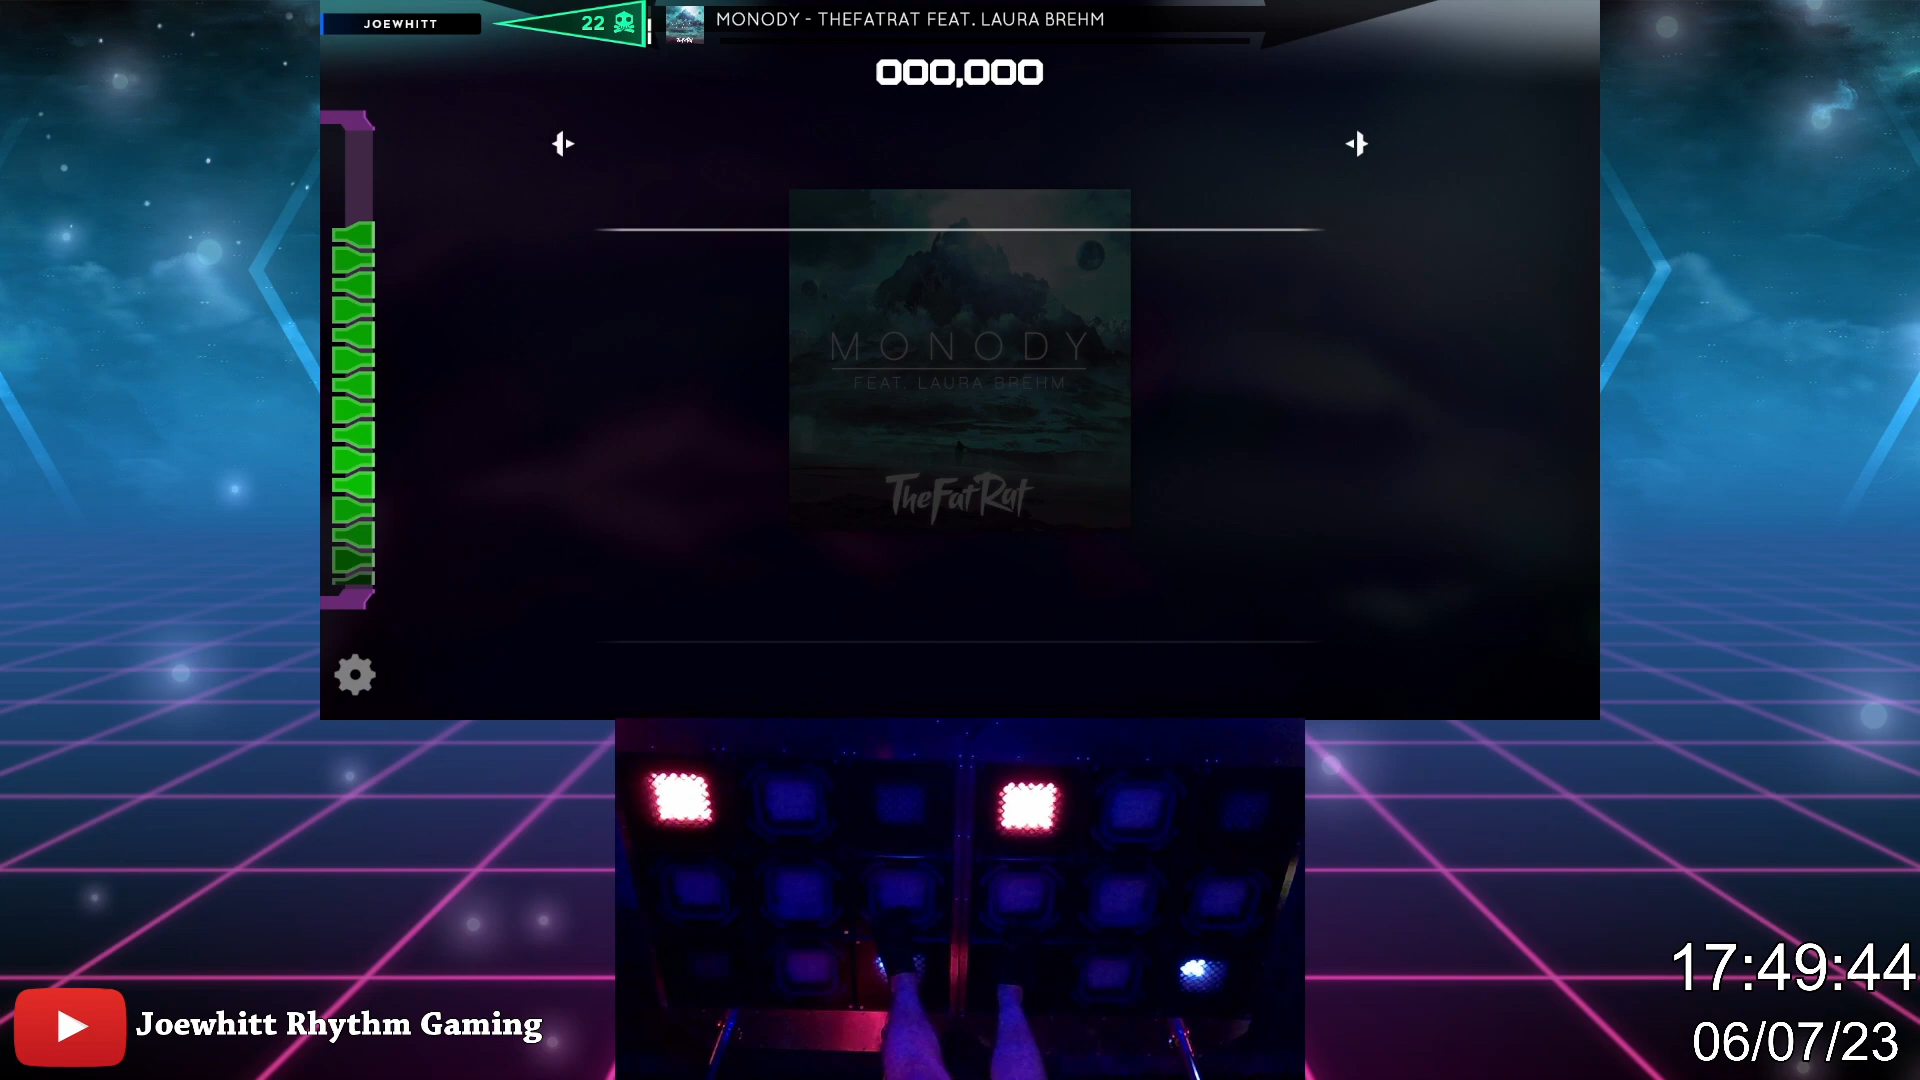 JOEWHITT
22
MONODY - THEFATRAT FEAT. LAURA BREHM
000,000
MONODY
FEAT. LAURA BREHM
TheFatRat
Joewhitt Rhythm Gaming
17:49:44
06/07/23